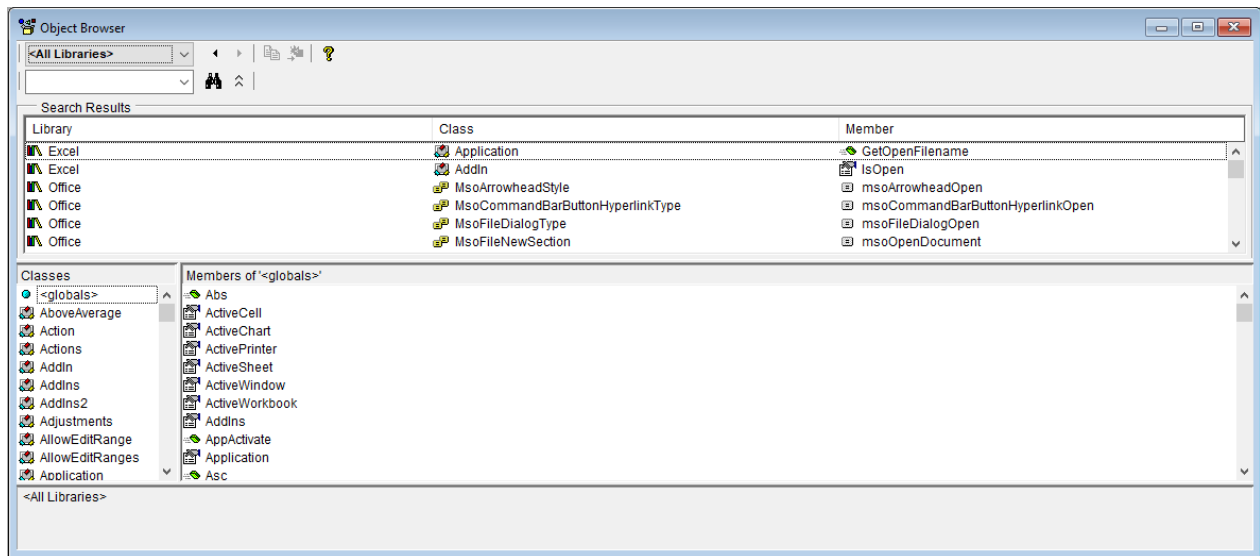 Object Browser
<All Libraries>
Search Results
Library Class Member
Excel Application GetOpenFilename
Excel AddIn IsOpen
Office MsoArrowheadStyle msoArrowheadOpen
Office MsoCommandBarButtonHyperlinkType msoCommandBarButtonHyperlinkOpen
Office MsoFileDialogType msoFileDialogOpen
Office MsoFileNewSection msoOpenDocument
Classes Members of '<globals>'
<globals> Abs
AboveAverage ActiveCell
Action ActiveChart
Actions ActivePrinter
AddIn ActiveSheet
AddIns ActiveWindow
AddIns2 ActiveWorkbook
Adjustments AddIns
AllowEditRange AppActivate
AllowEditRanges Application
Application Asc
<All Libraries>